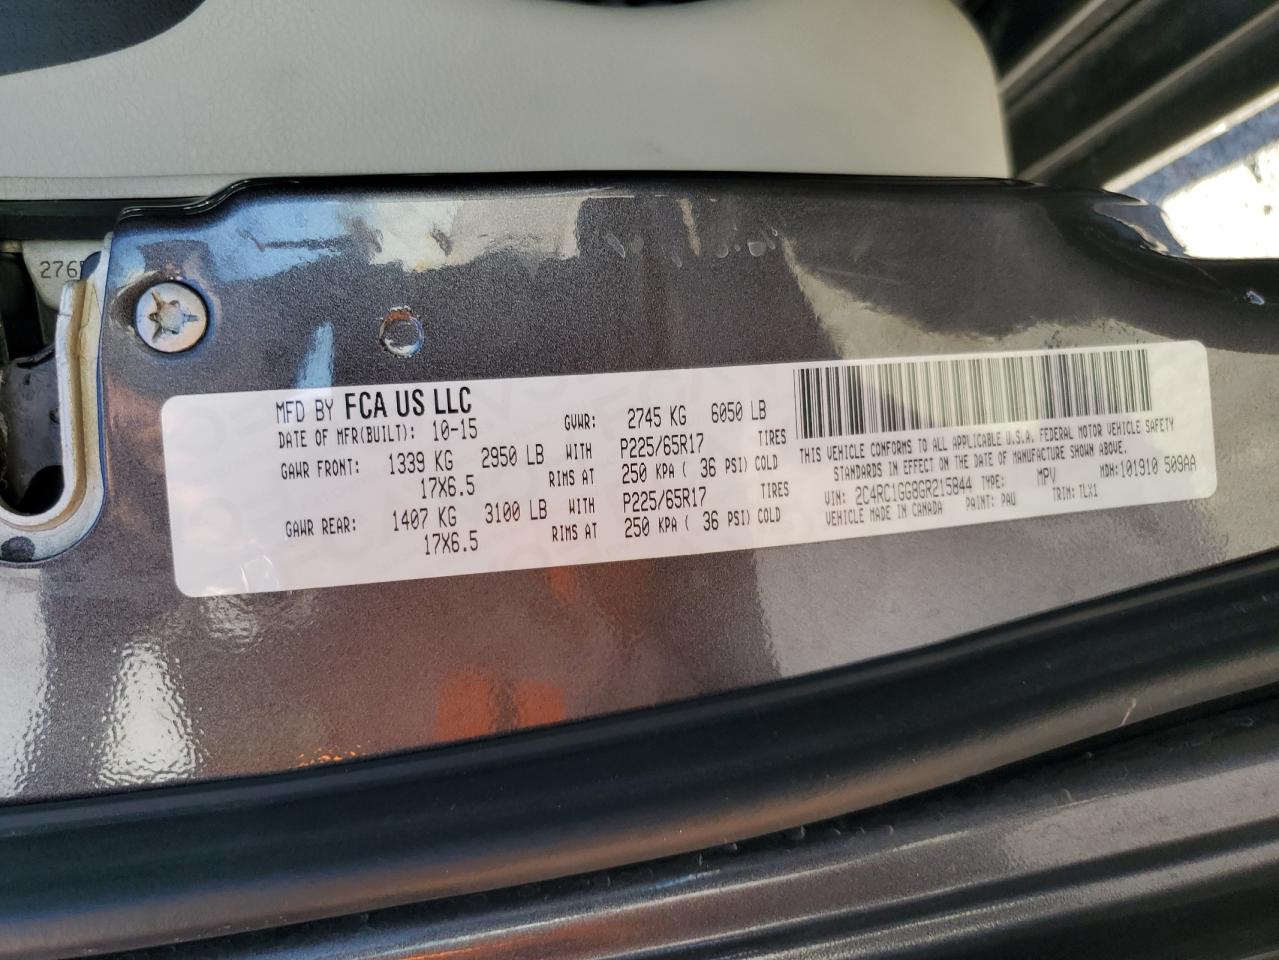 276
MFD BY FCA US LLC
DATE OF MFR(BUILT): 10-15 GVWR: 2745 KG 6050 LB
GAWR FRONT: 1339 KG 2950 LB WITH P225/65R17 TIRES
17X6.5 RIMS AT 250 KPA ( 36 PSI) COLD
GAWR REAR: 1407 KG 3100 LB WITH P225/65R17 TIRES
17X6.5 RIMS AT 250 KPA ( 36 PSI) COLD
THIS VEHICLE CONFORMS TO ALL APPLICABLE U.S.A. FEDERAL MOTOR VEHICLE SAFETY
STANDARDS IN EFFECT ON THE DATE OF MANUFACTURE SHOWN ABOVE.
VIN: 2C4RC1GG8GR215844 TYPE: MPV MDH:101910 509AA
VEHICLE MADE IN CANADA PAINT: PAU TRIM: TLX1